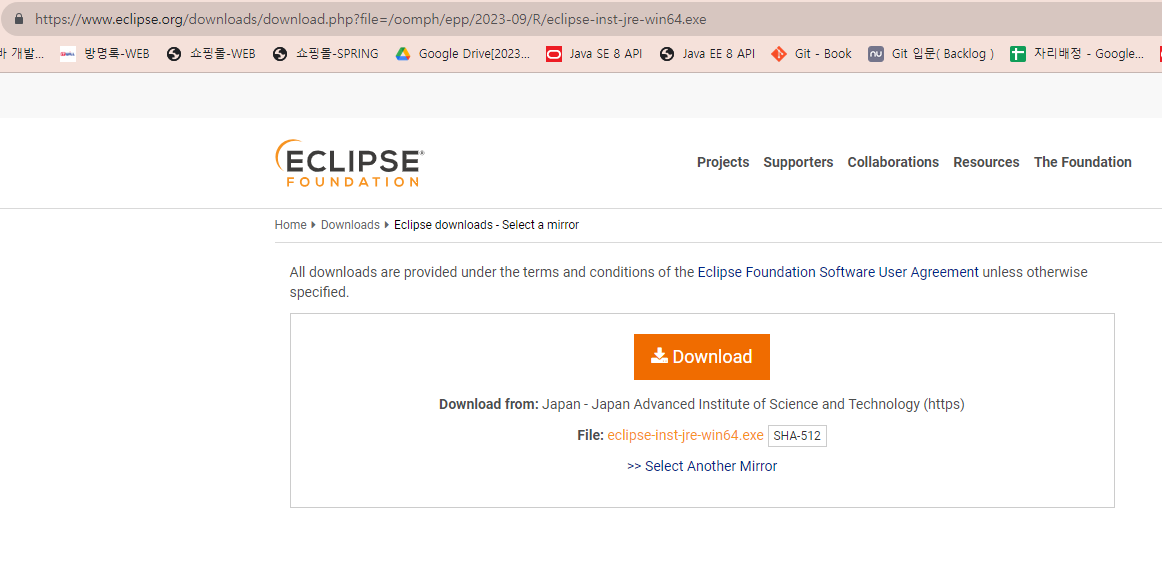 https://www.eclipse.org/downloads/download.php?file=/oomph/epp/2023-09/R/eclipse-inst-jre-win64.exe
개발... 방명록-WEB 쇼핑몰-WEB 쇼핑몰-SPRING Google Drive[2023... Java SE 8 API Java EE 8 API Git - Book nu Git 입문( Backlog ) 자리배정 - Google...
ECLIPSE®
FOUNDATION
Projects Supporters Collaborations Resources The Foundation
Home Downloads Eclipse downloads - Select a mirror
All downloads are provided under the terms and conditions of the Eclipse Foundation Software User Agreement unless otherwise
specified.
Download
Download from: Japan - Japan Advanced Institute of Science and Technology (https)
File: eclipse-inst-jre-win64.exe SHA-512
>> Select Another Mirror